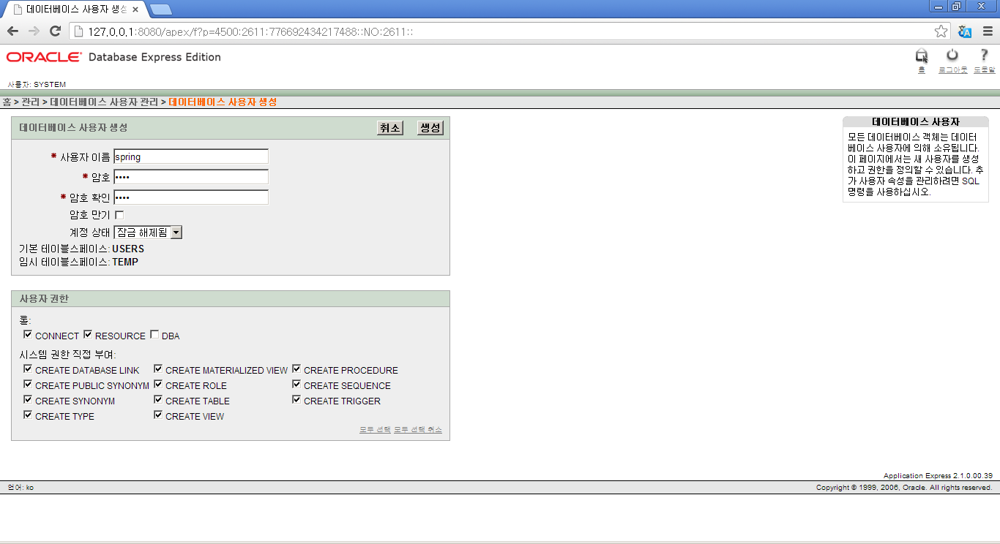 데이터베이스 사용자 생성
127.0.0.1:8080/apex/f?p=4500:2611:776692434217488::NO:2611::
ORACLE Database Express Edition
홈 로그아웃 도움말
사용자: SYSTEM
홈 > 관리 > 데이터베이스 사용자 관리 > 데이터베이스 사용자 생성
데이터베이스 사용자 생성 취소 생성
* 사용자 이름 spring
* 암호 ••••
* 암호 확인 ••••
암호 만기
계정 상태 잠금 해제됨
기본 테이블스페이스: USERS
임시 테이블스페이스: TEMP
데이터베이스 사용자
모든 데이터베이스 객체는 데이터
베이스 사용자에 의해 소유됩니다.
이 페이지에서는 새 사용자를 생성
하고 권한을 정의할 수 있습니다. 추
가 사용자 속성을 관리하려면 SQL
명령을 사용하십시오.
사용자 권한
롤:
CONNECT RESOURCE DBA
시스템 권한 직접 부여:
CREATE DATABASE LINK CREATE MATERIALIZED VIEW CREATE PROCEDURE
CREATE PUBLIC SYNONYM CREATE ROLE CREATE SEQUENCE
CREATE SYNONYM CREATE TABLE CREATE TRIGGER
CREATE TYPE CREATE VIEW
모두 선택 모두 선택 취소
Application Express 2.1.0.00.39
언어: ko Copyright © 1999, 2006, Oracle. All rights reserved.